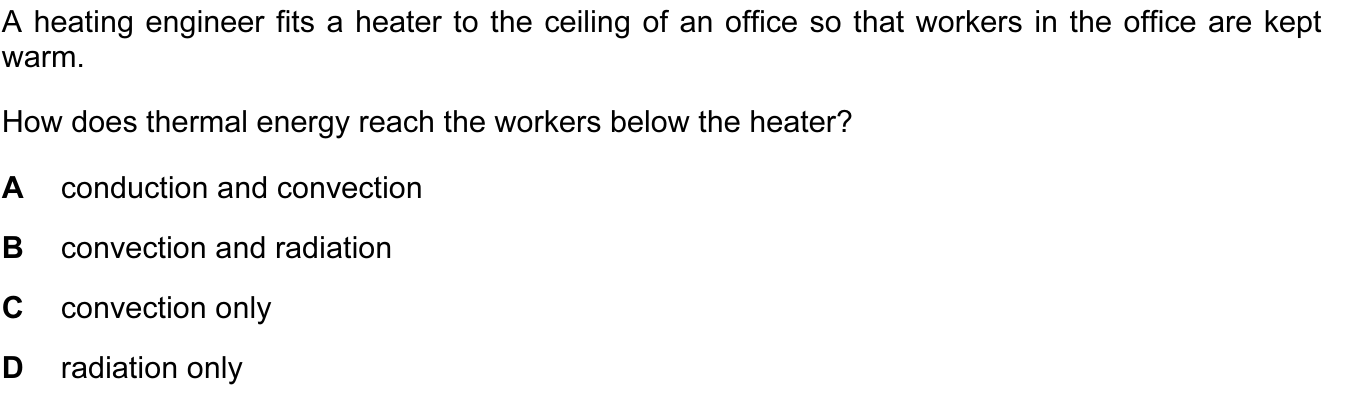 A heating engineer fits a heater to the ceiling of an office so that workers in the office are kept
warm.
How does thermal energy reach the workers below the heater?
A conduction and convection
B convection and radiation
C convection only
D radiation only